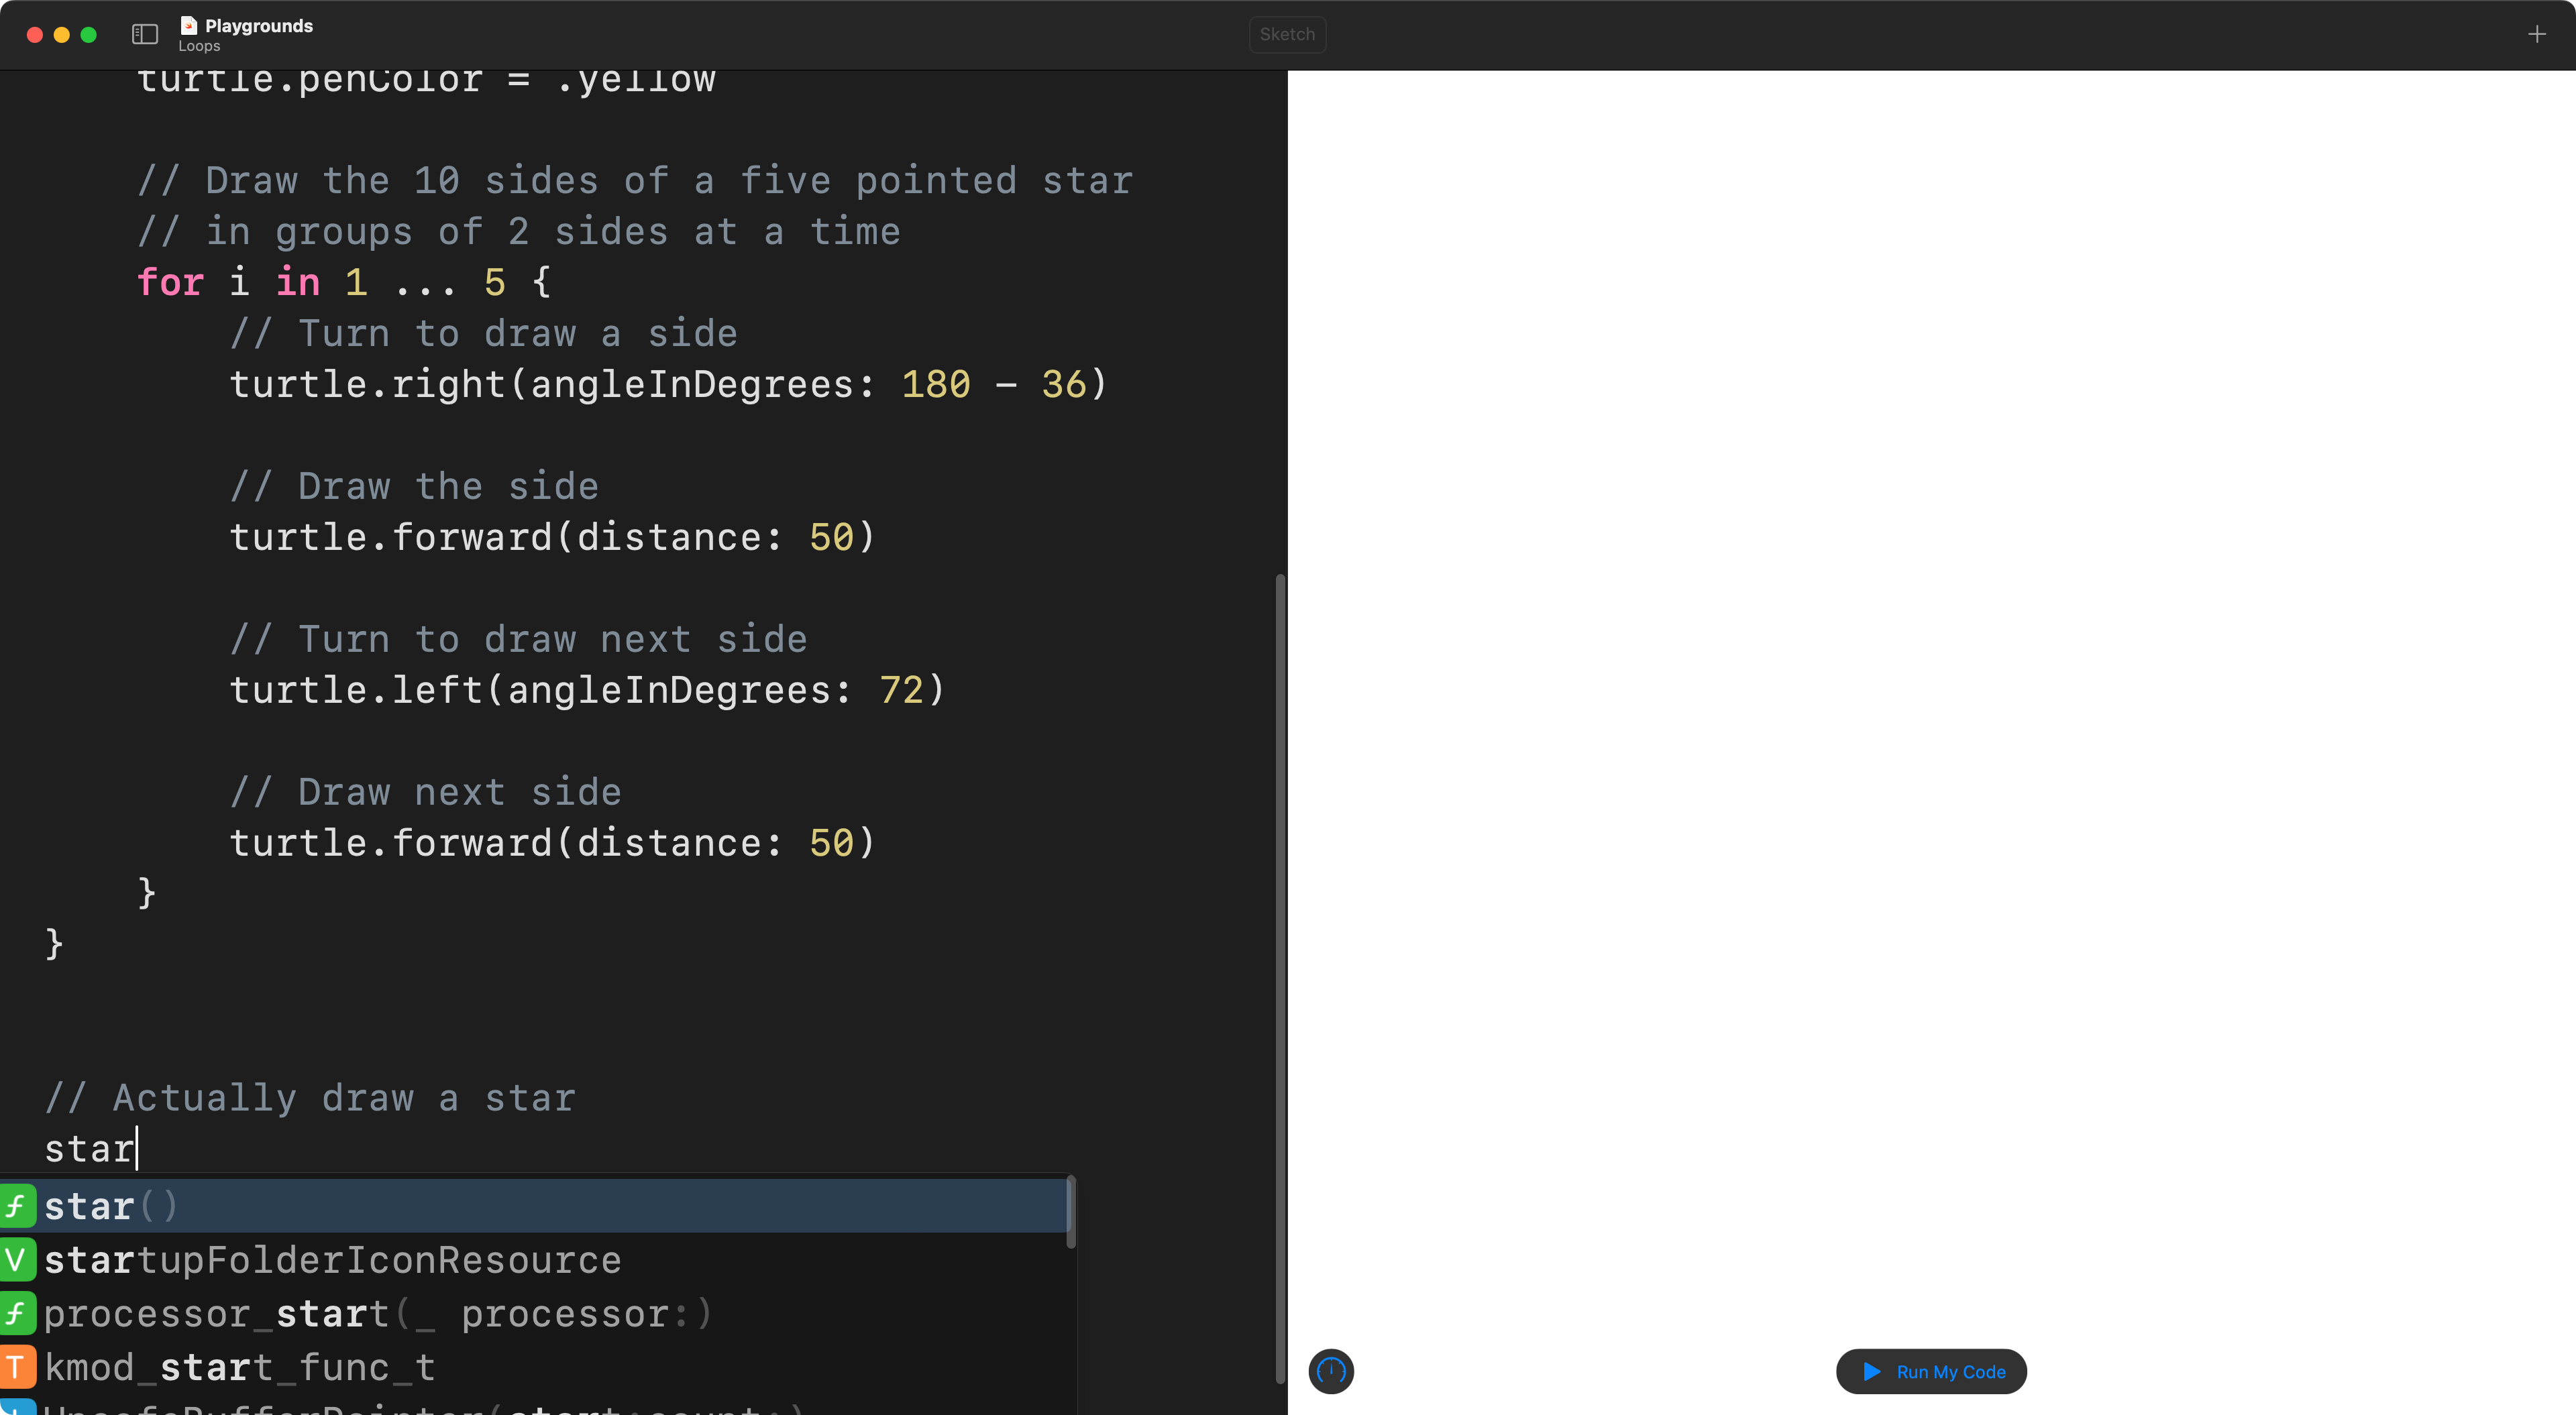 Playgrounds
Loops
Sketch
turtle.penColor = .yellow
// Draw the 10 sides of a five pointed star
// in groups of 2 sides at a time
for i in 1 ... 5 {
// Turn to draw a side
turtle.right(angleInDegrees: 180 - 36)
// Draw the side
turtle.forward(distance: 50)
// Turn to draw next side
turtle.left(angleInDegrees: 72)
// Draw next side
turtle.forward(distance: 50)
}
}
// Actually draw a star
star
f star()
V startupFolderIconResource
f processor_start(_ processor:)
T kmod_start_func_t
UnsafeBufferPointer(start:count:)
Run My Code